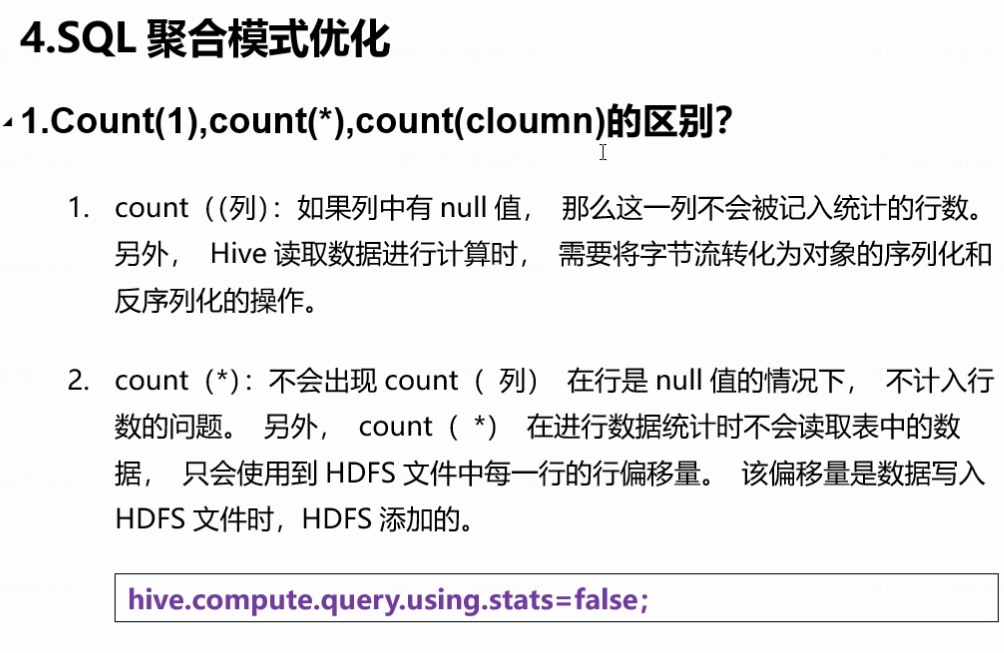 4.SQL 聚合模式优化
1.Count(1),count(*),count(cloumn)的区别?
1. count（(列）：如果列中有 null 值， 那么这一列不会被记入统计的行数。
另外， Hive 读取数据进行计算时， 需要将字节流转化为对象的序列化和
反序列化的操作。
2. count（*）：不会出现 count（ 列） 在行是 null 值的情况下， 不计入行
数的问题。 另外， count（ *） 在进行数据统计时不会读取表中的数
据， 只会使用到 HDFS 文件中每一行的行偏移量。 该偏移量是数据写入
HDFS 文件时，HDFS 添加的。
hive.compute.query.using.stats=false;